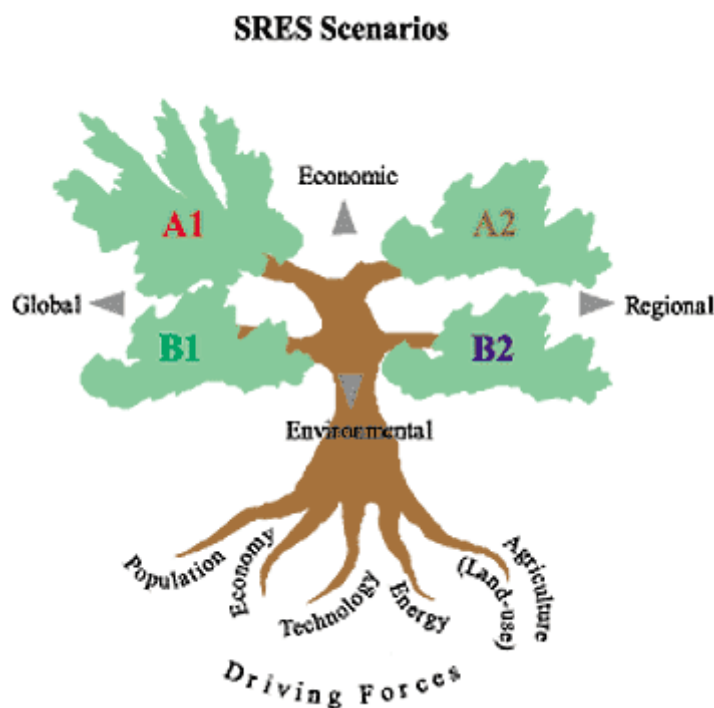 SRES Scenarios
Economic
A1
A2
Global
Regional
B1
B2
Environmental
Population
Economy
Technology
Energy
Agriculture
(Land-use)
Driving Forces